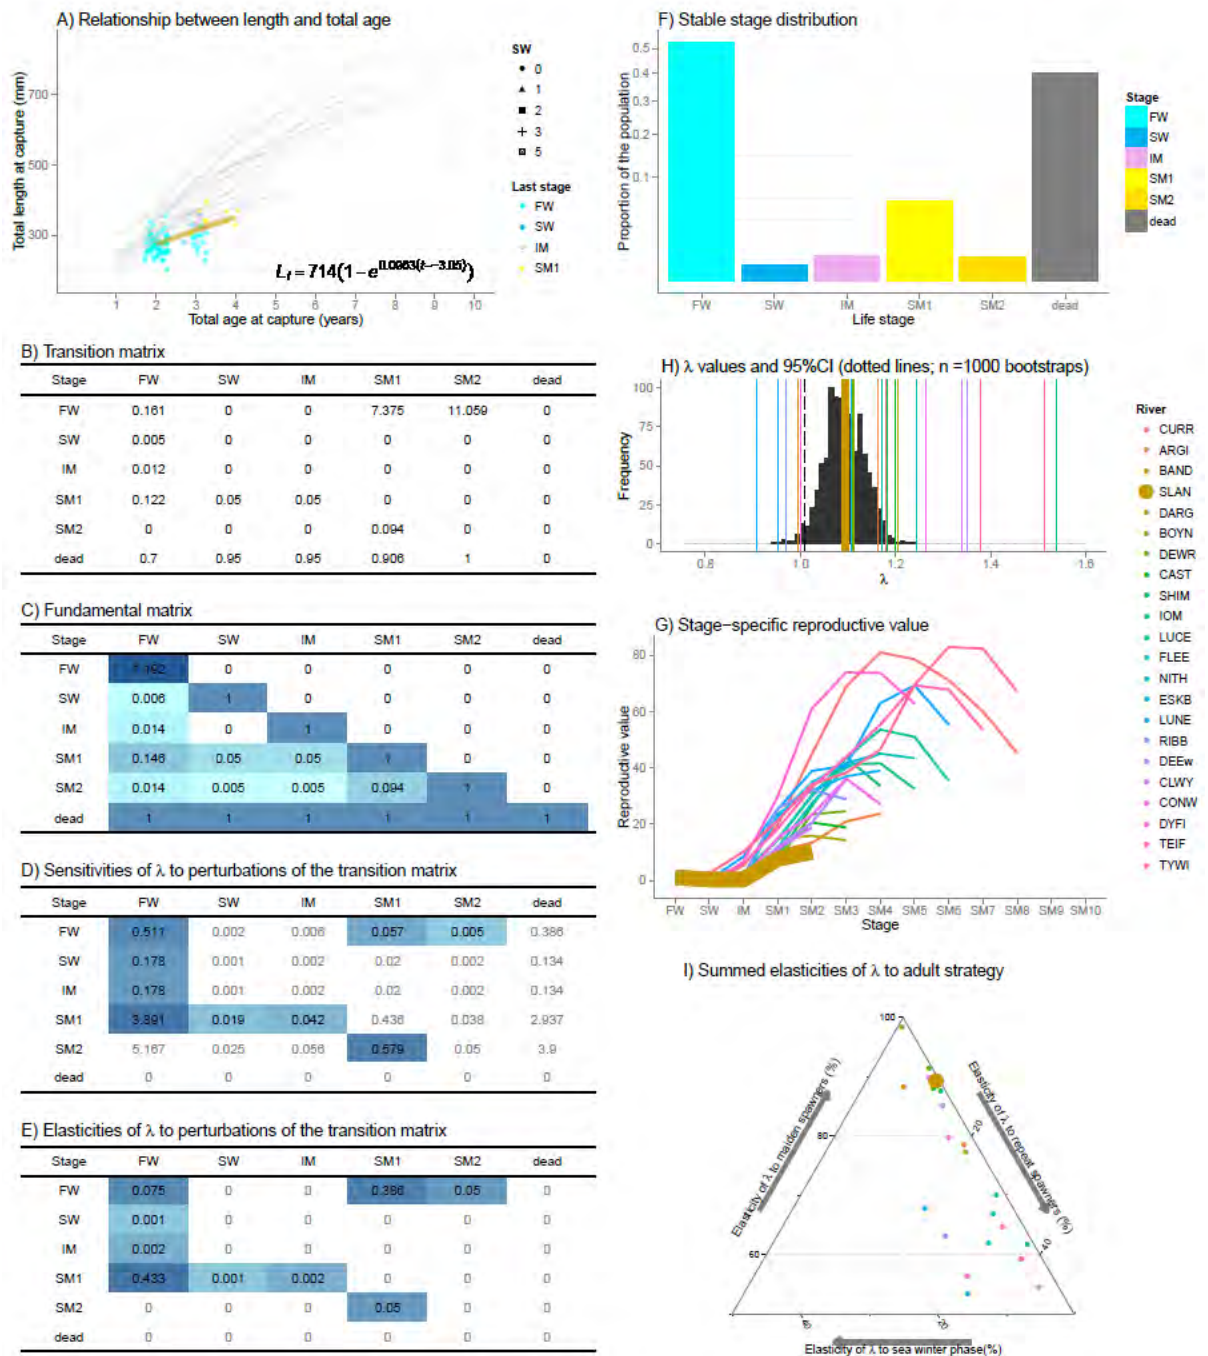 A) Relationship between length and total age
Total length at capture (mm)
700
500
300
1 2 3 4 5 6 7 8 9 10
Total age at capture (years)
SW
0
1
2
3
5
Last stage
FW
SW
IM
SM1
F) Stable stage distribution
Proportion of the population
0.5
0.4
0.3
0.2
0.1
FW SW IM SM1 SM2 dead
Life stage
Stage
FW
SW
IM
SM1
SM2
dead
B) Transition matrix
Stage FW SW IM SM1 SM2 dead
FW 0.161 0 0 7.375 11.059 0
SW 0.005 0 0 0 0 0
IM 0.012 0 0 0 0 0
SM1 0.122 0.05 0.05 0 0 0
SM2 0 0 0 0.094 0 0
dead 0.7 0.95 0.95 0.906 1 0
C) Fundamental matrix
Stage FW SW IM SM1 SM2 dead
FW 0 0 0 0 0
SW 0.006 1 0 0 0 0
IM 0.014 0 1 0 0 0
SM1 0.146 0.05 0.05 1 0 0
SM2 0.014 0.005 0.005 0.094 1 0
dead 1 1 1 1 1 1
D) Sensitivities of λ to perturbations of the transition matrix
Stage FW SW IM SM1 SM2 dead
FW 0.511 0.002 0.006 0.057 0.005 0.386
SW 0.178 0.001 0.002 0.02 0.002 0.134
IM 0.178 0.001 0.002 0.02 0.002 0.134
SM1 3.891 0.019 0.042 0.436 0.038 2.937
SM2 5.167 0.025 0.056 0.579 0.05 3.9
dead 0 0 0 0 0 0
E) Elasticities of λ to perturbations of the transition matrix
Stage FW SW IM SM1 SM2 dead
FW 0.075 0 0 0.386 0.05 0
SW 0.001 0 0 0 0 0
IM 0.002 0 0 0 0 0
SM1 0.433 0.001 0.002 0 0 0
SM2 0 0 0 0.05 0 0
dead 0 0 0 0 0 0
H) λ values and 95%CI (dotted lines; n =1000 bootstraps)
Frequency
100
75
50
25
0
0.8 1.0 1.2 1.4 1.6
λ
River
CURR
ARGI
BAND
SLAN
DARG
BOYN
DEWR
CAST
SHIM
IOM
LUCE
FLEE
NITH
ESKB
LUNE
RIBB
DEEw
CLWY
CONW
DYFI
TEIF
TYWI
G) Stage−specific reproductive value
Reproductive value
80
60
40
20
0
FW SW IM SM1 SM2 SM3 SM4 SM5 SM6 SM7 SM8 SM9 SM10
Stage
I) Summed elasticities of λ to adult strategy
100
80
60
20
40
40
20
Elasticity of λ to maiden spawners (%)
Elasticity of λ to repeat spawners (%)
Elasticity of λ to sea winter phase(%)